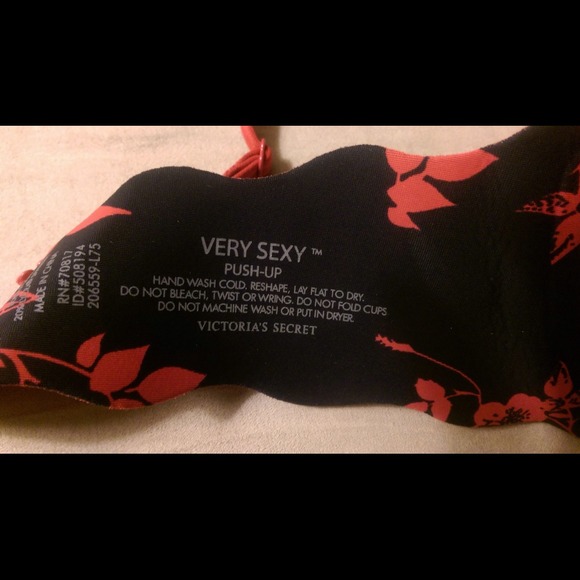 VERY SEXY ™
PUSH-UP
HAND WASH COLD. RESHAPE, LAY FLAT TO DRY.
DO NOT BLEACH, TWIST OR WRING. DO NOT FOLD CUPS
DO NOT MACHINE WASH OR PUT IN DRYER.
VICTORIA'S SECRET
MADE IN CHINA
RN#70817
ID#508194
206559-L75